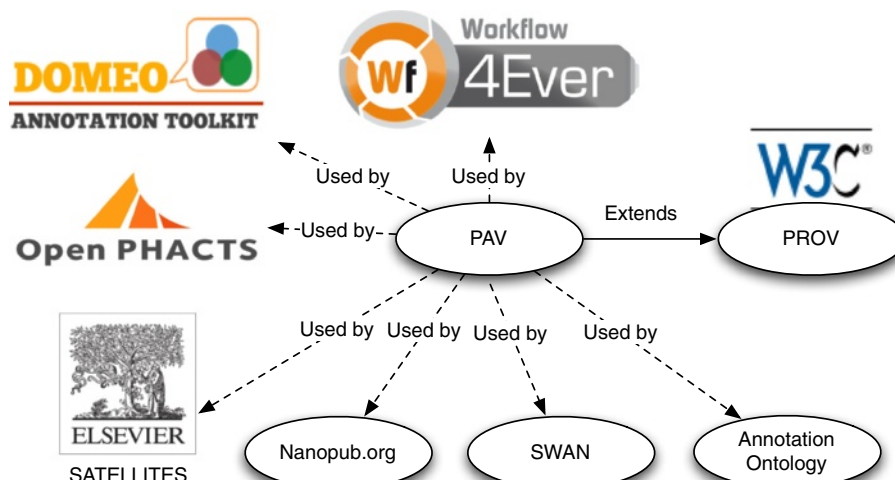 Workflow
DOMEO
Wf
4Ever
ANNOTATION TOOLKIT
W3C®
Used by
Used by
Extends
Open PHACTS
Used by
PAV
PROV
Used by
Used by
Used by
Used by
ELSEVIER
Nanopub.org
SWAN
Annotation
Ontology
SATELLITES